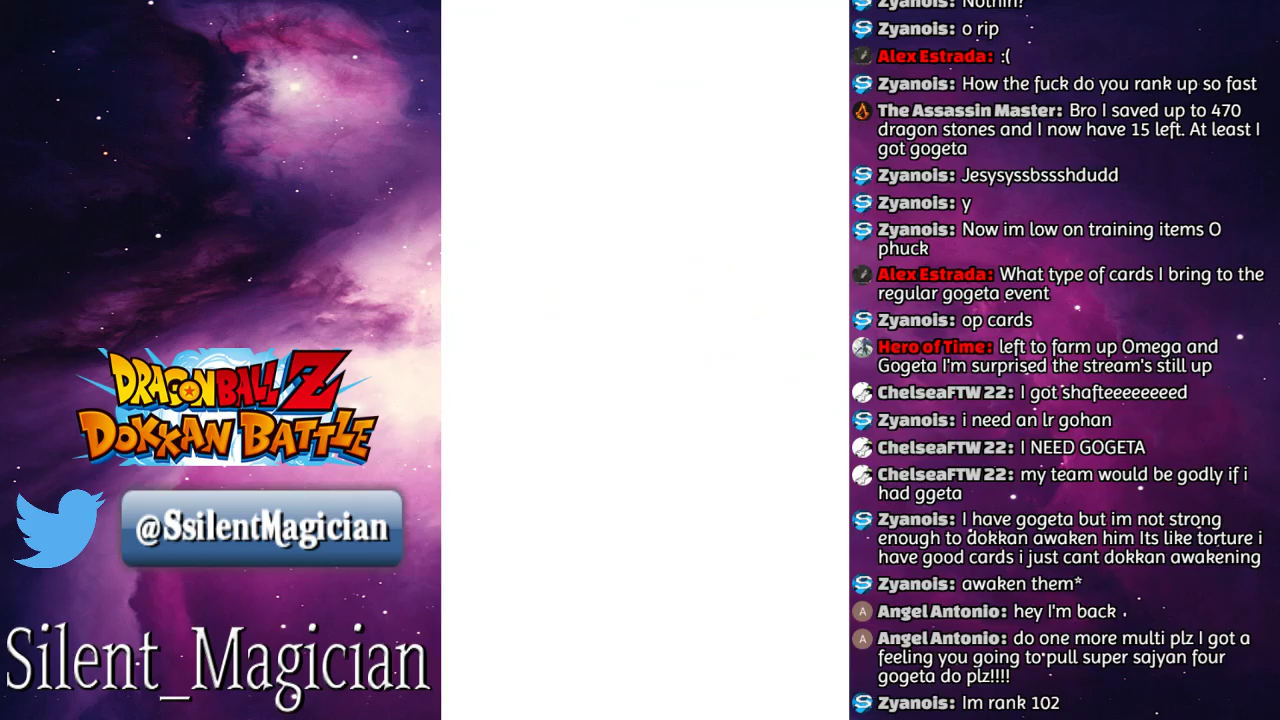 DRAGONBALL Z
DOKKAN BATTLE
@SsilentMagician
Silent_Magician
Zyanois: Nothin?
Zyanois: o rip
Alex Estrada: :(
Zyanois: How the fuck do you rank up so fast
The Assassin Master: Bro I saved up to 470
dragon stones and I now have 15 left. At least I
got gogeta
Zyanois: Jesysyssbssshdudd
Zyanois: y
Zyanois: Now im low on training items O
phuck
Alex Estrada: What type of cards I bring to the
regular gogeta event
Zyanois: op cards
Hero of Time: left to farm up Omega and
Gogeta I'm surprised the stream's still up
ChelseaFTW 22: I got shafteeeeeeeed
Zyanois: i need an lr gohan
ChelseaFTW 22: I NEED GOGETA
ChelseaFTW 22: my team would be godly if i
had ggeta
Zyanois: I have gogeta but im not strong
enough to dokkan awaken him Its like torture i
have good cards i just cant dokkan awakening
Zyanois: awaken them*
A Angel Antonio: hey I'm back .
A Angel Antonio: do one more multi plz I got a
feeling you going to pull super sajyan four
gogeta do plz!!!!
Zyanois: Im rank 102